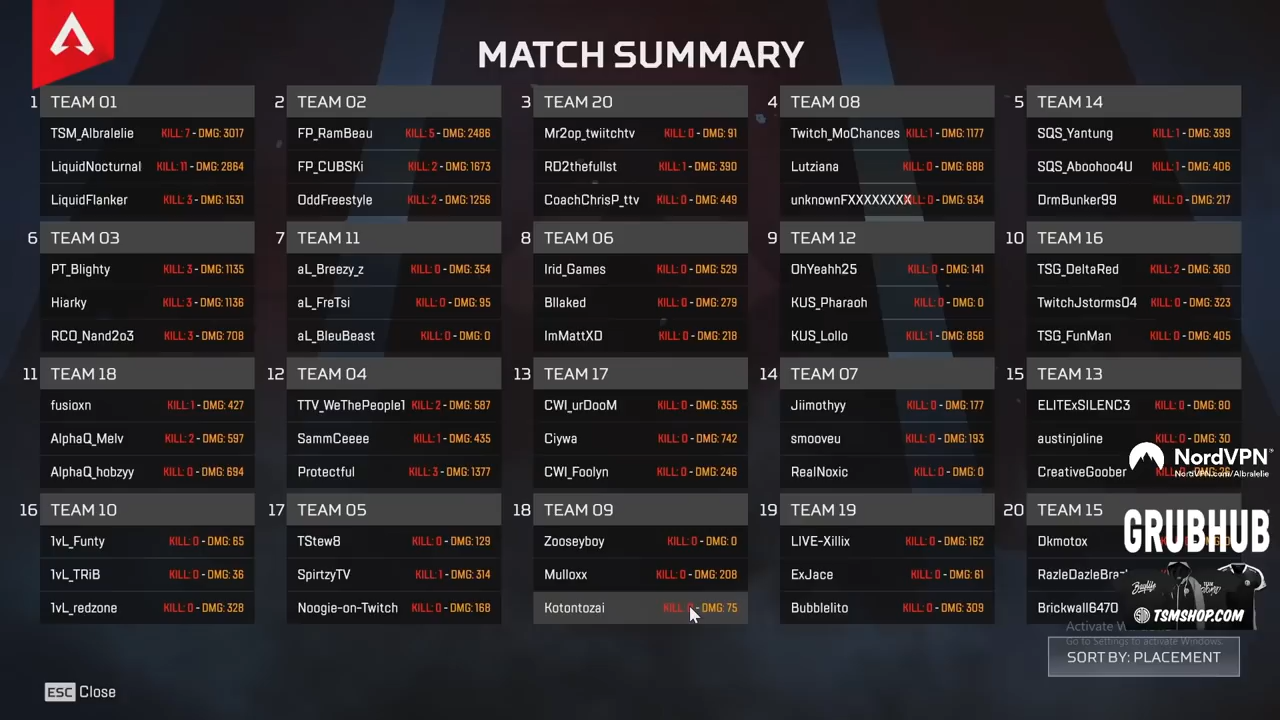 MATCH SUMMARY
1 TEAM 01
TSM_Albralelie KILL: 7 - DMG: 3017
LiquidNocturnal KILL: 11 - DMG: 2864
LiquidFlanker KILL: 3 - DMG: 1531
2 TEAM 02
FP_RamBeau KILL: 5 - DMG: 2486
FP_CUBSKi KILL: 2 - DMG: 1673
OddFreestyle KILL: 2 - DMG: 1256
3 TEAM 20
Mr2op_twiitchtv KILL: 0 - DMG: 91
RD2thefullst KILL: 1 - DMG: 390
CoachChrisP_ttv KILL: 0 - DMG: 449
4 TEAM 08
Twitch_MoChances KILL: 1 - DMG: 1177
Lutziana KILL: 0 - DMG: 688
unknownFXXXXXXXX KILL: 0 - DMG: 934
5 TEAM 14
SQS_Yantung KILL: 1 - DMG: 399
SQS_Aboohoo4U KILL: 1 - DMG: 406
DrmBunker99 KILL: 0 - DMG: 217
6 TEAM 03
PT_Blighty KILL: 3 - DMG: 1135
Hiarky KILL: 3 - DMG: 1136
RCO_Nand2o3 KILL: 3 - DMG: 708
7 TEAM 11
aL_Breezy_z KILL: 0 - DMG: 354
aL_FreTsi KILL: 0 - DMG: 95
aL_BleuBeast KILL: 0 - DMG: 0
8 TEAM 06
Irid_Games KILL: 0 - DMG: 529
Bllaked KILL: 0 - DMG: 279
ImMattXD KILL: 0 - DMG: 218
9 TEAM 12
OhYeahh25 KILL: 0 - DMG: 141
KUS_Pharaoh KILL: 0 - DMG: 0
KUS_Lollo KILL: 1 - DMG: 858
10 TEAM 16
TSG_DeltaRed KILL: 2 - DMG: 360
TwitchJstorms04 KILL: 0 - DMG: 323
TSG_FunMan KILL: 0 - DMG: 405
11 TEAM 18
fusioxn KILL: 1 - DMG: 427
AlphaQ_Melv KILL: 2 - DMG: 597
AlphaQ_hobzyy KILL: 0 - DMG: 694
12 TEAM 04
TTV_WeThePeople1 KILL: 2 - DMG: 587
SammCeeee KILL: 1 - DMG: 435
Protectful KILL: 3 - DMG: 1377
13 TEAM 17
CWI_urDooM KILL: 0 - DMG: 355
Ciywa KILL: 0 - DMG: 742
CWI_Foolyn KILL: 0 - DMG: 246
14 TEAM 07
Jiimothyy KILL: 0 - DMG: 177
smooveu KILL: 0 - DMG: 193
RealNoxic KILL: 0 - DMG: 0
15 TEAM 13
ELITExSILENC3 KILL: 0 - DMG: 80
austinjoline KILL: 0 - DMG: 30
CreativeGoober
NordVPN
NordVPN.com/Albralelie
16 TEAM 10
1vL_Funty KILL: 0 - DMG: 65
1vL_TRiB KILL: 0 - DMG: 36
1vL_redzone KILL: 0 - DMG: 328
17 TEAM 05
TStew8 KILL: 0 - DMG: 129
SpirtzyTV KILL: 1 - DMG: 314
Noogie-on-Twitch KILL: 0 - DMG: 168
18 TEAM 09
Zooseyboy KILL: 0 - DMG: 0
Mulloxx KILL: 0 - DMG: 208
Kotontozai KILL: - DMG: 75
19 TEAM 19
LIVE-Xillix KILL: 0 - DMG: 162
ExJace KILL: 0 - DMG: 61
Bubblelito KILL: 0 - DMG: 309
20 TEAM 15
Dkmotox
Brickwall6470
GRUBHUB
TSMSHOP.COM
Activate
Go to Settings to activate Windows.
SORT BY: PLACEMENT
ESC Close